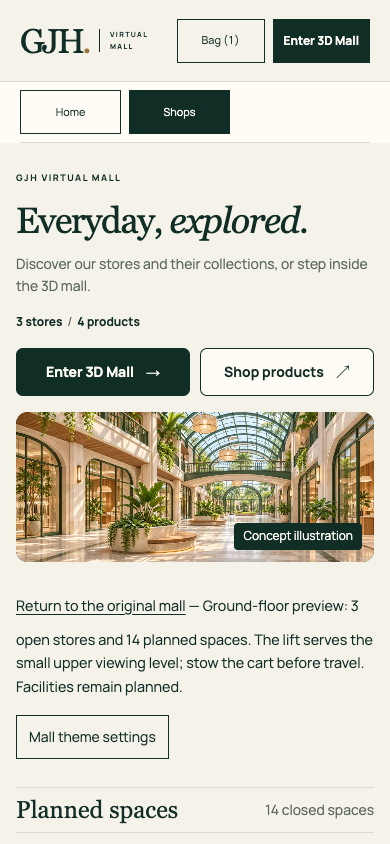 GJH.
VIRTUAL
MALL
Bag (1)
Enter 3D Mall
Home
Shops
GJH VIRTUAL MALL
Everyday, explored.
Discover our stores and their collections, or step inside
the 3D mall.
3 stores / 4 products
Enter 3D Mall →
Shop products ↗
Concept illustration
Return to the original mall — Ground-floor preview: 3
open stores and 14 planned spaces. The lift serves the
small upper viewing level; stow the cart before travel.
Facilities remain planned.
Mall theme settings
Planned spaces
14 closed spaces